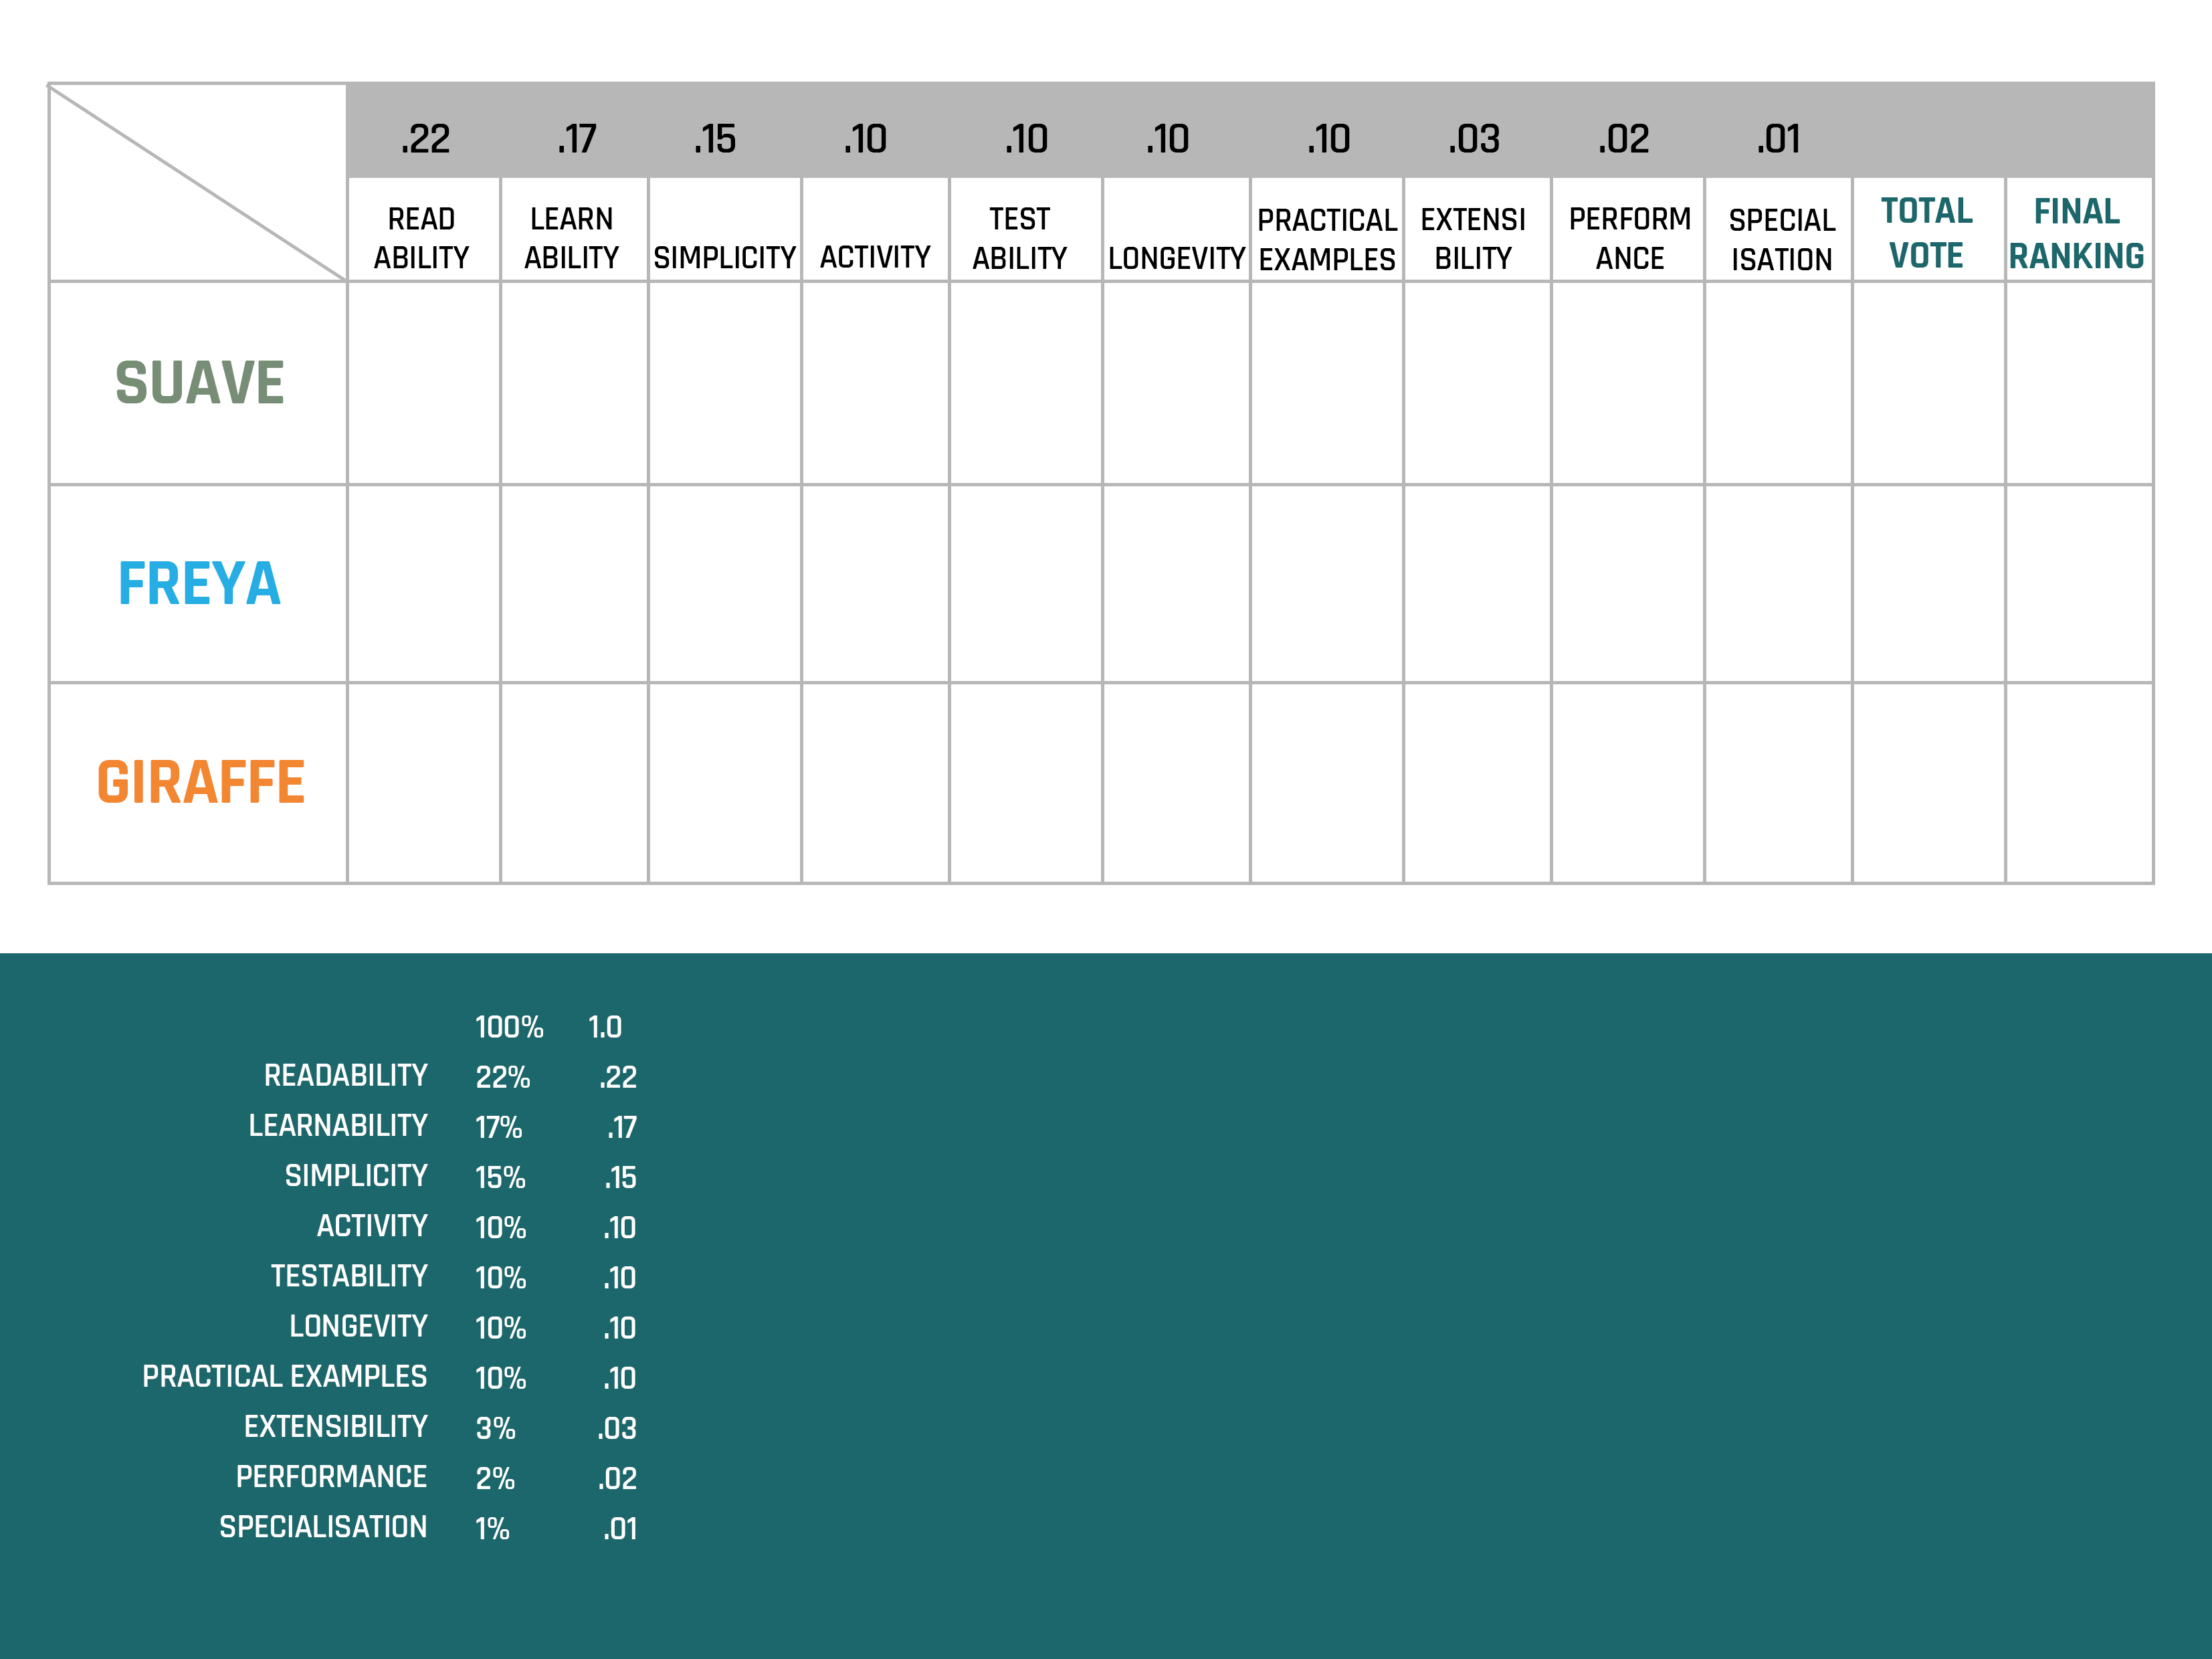 .22 .17 .15 .10 .10 .10 .10 .03 .02 .01
READ LEARN TEST PRACTICAL EXTENSI PERFORM SPECIAL TOTAL FINAL
ABILITY ABILITY SIMPLICITY ACTIVITY ABILITY LONGEVITY EXAMPLES BILITY ANCE ISATION VOTE RANKING
SUAVE
FREYA
GIRAFFE
100% 1.0
READABILITY 22% .22
LEARNABILITY 17% .17
SIMPLICITY 15% .15
ACTIVITY 10% .10
TESTABILITY 10% .10
LONGEVITY 10% .10
PRACTICAL EXAMPLES 10% .10
EXTENSIBILITY 3% .03
PERFORMANCE 2% .02
SPECIALISATION 1% .01